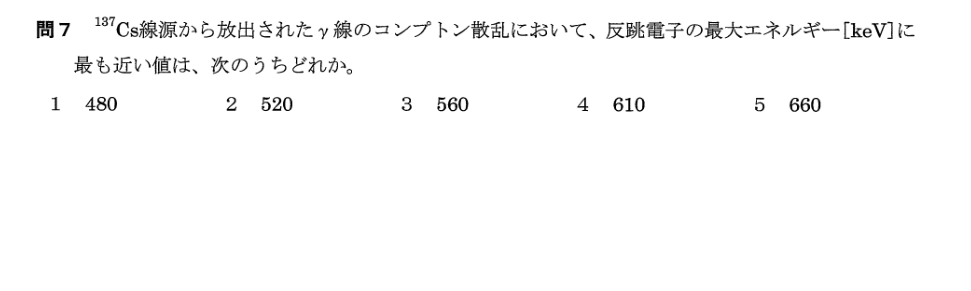 問７　¹³⁷Cs線源から放出されたγ線のコンプトン散乱において、反跳電子の最大エネルギー[keV]に
最も近い値は、次のうちどれか。
1　480　2　520　3　560　4　610　5　660